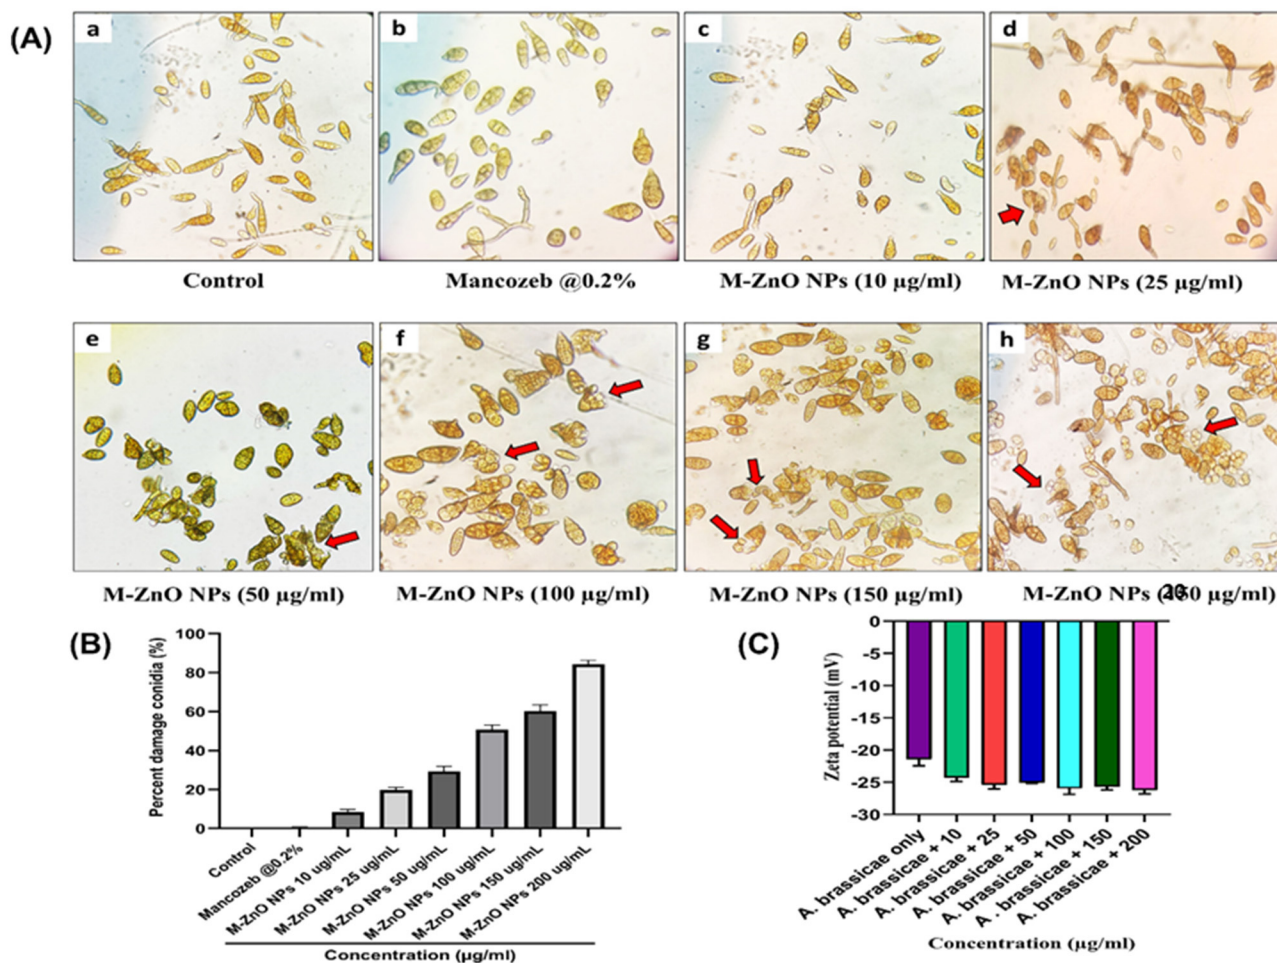 (A)
a
b
c
d
Control
Mancozeb @0.2%
M-ZnO NPs (10 µg/ml)
M-ZnO NPs (25 µg/ml)
e
f
g
h
M-ZnO NPs (50 µg/ml)
M-ZnO NPs (100 µg/ml)
M-ZnO NPs (150 µg/ml)
M-ZnO NPs 50 µg/ml)
(B)
Percent damage conidia (%)
100
80
60
40
20
0
Control
Mancozeb @0.2%
M-ZnO NPs 10 ug/mL
M-ZnO NPs 25 ug/mL
M-ZnO NPs 50 ug/mL
M-ZnO NPs 100 ug/mL
M-ZnO NPs 150 ug/mL
M-ZnO NPs 200 ug/mL
Concentration (µg/ml)
(C)
Zeta potential (mV)
0
-5
-10
-15
-20
-25
-30
A. brassicae only
A. brassicae + 10
A. brassicae + 25
A. brassicae + 50
A. brassicae + 100
A . brassicae + 150
A. brassicae + 200
Concentration (µg/ml)